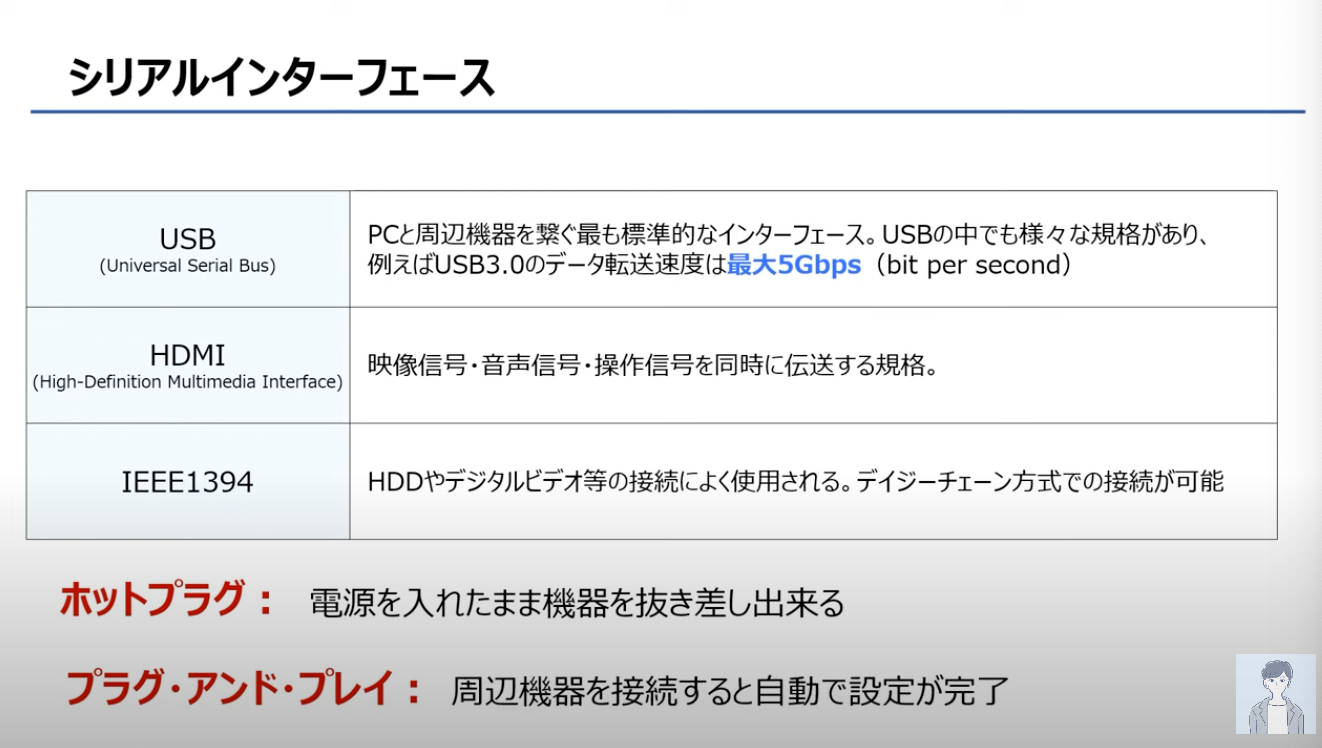 シリアルインターフェース
USB
(Universal Serial Bus)
PCと周辺機器を繋ぐ最も標準的なインターフェース。USBの中でも様々な規格があり、
例えばUSB3.0のデータ転送速度は最大5Gbps（bit per second）
HDMI
(High-Definition Multimedia Interface)
映像信号・音声信号・操作信号を同時に伝送する規格。
IEEE1394
HDDやデジタルビデオ等の接続によく使用される。デイジーチェーン方式での接続が可能
ホットプラグ： 電源を入れたまま機器を抜き差し出来る
プラグ・アンド・プレイ： 周辺機器を接続すると自動で設定が完了